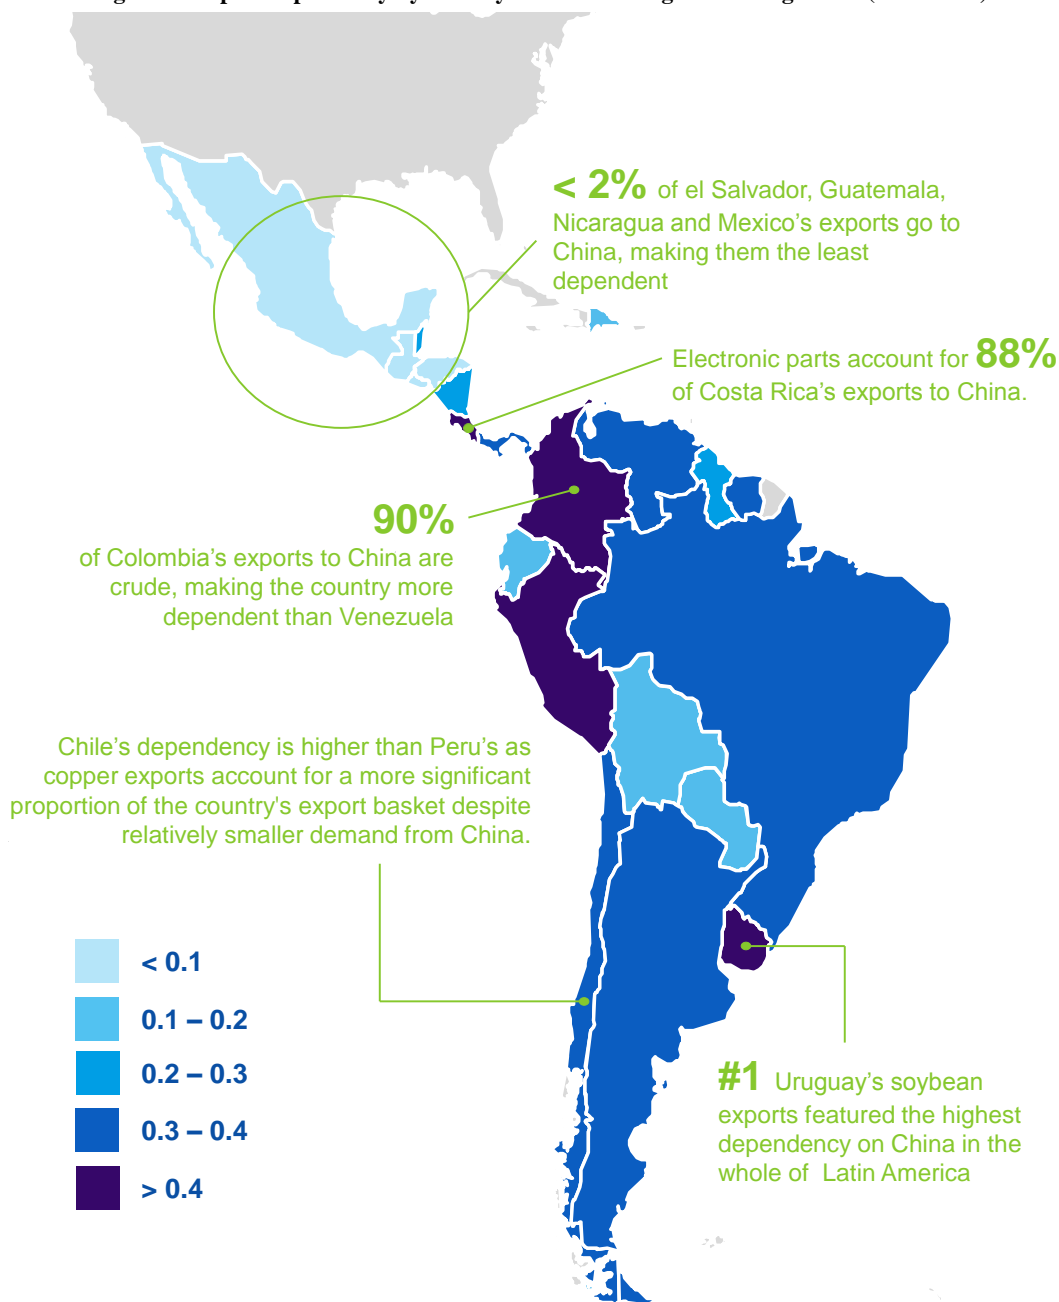 < 2% of el Salvador, Guatemala,
Nicaragua and Mexico’s exports go to
China, making them the least
dependent
Electronic parts account for 88%
of Costa Rica’s exports to China.
90%
of Colombia’s exports to China are
crude, making the country more
dependent than Venezuela
Chile’s dependency is higher than Peru’s as
copper exports account for a more significant
proportion of the country's export basket despite
relatively smaller demand from China.
< 0.1
0.1 – 0.2
0.2 – 0.3
0.3 – 0.4
> 0.4
#1 Uruguay’s soybean
exports featured the highest
dependency on China in the
whole of Latin America